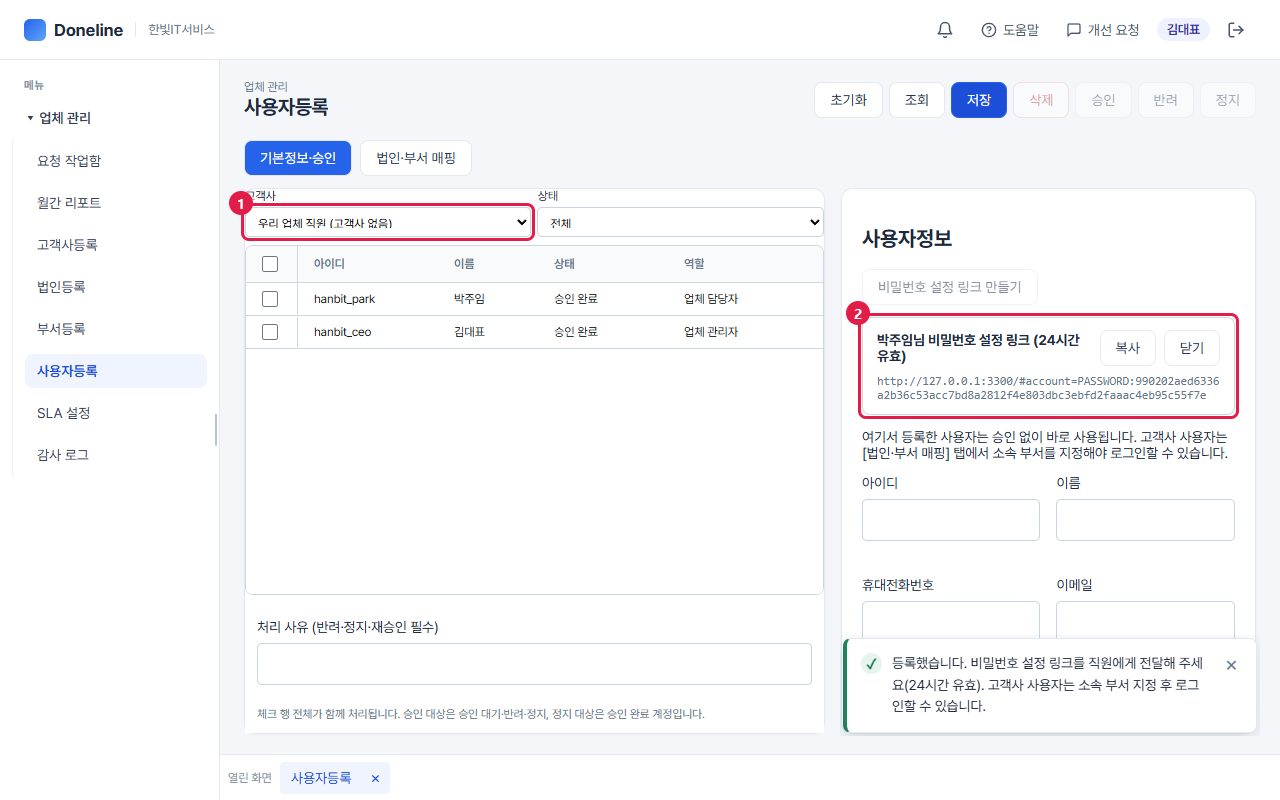 Doneline
한빛IT서비스
도움말
개선 요청
김대표
메뉴
업체 관리
요청 작업함
월간 리포트
고객사등록
법인등록
부서등록
사용자등록
SLA 설정
감사 로그
업체 관리
사용자등록
초기화
조회
저장
삭제
승인
반려
정지
기본정보·승인
법인·부서 매핑
1
고객사
우리 업체 직원 (고객사 없음)
상태
전체
아이디 이름 상태 역할
hanbit_park 박주임 승인 완료 업체 담당자
hanbit_ceo 김대표 승인 완료 업체 관리자
처리 사유 (반려·정지·재승인 필수)
체크 행 전체가 함께 처리됩니다. 승인 대상은 승인 대기·반려·정지, 정지 대상은 승인 완료 계정입니다.
사용자정보
비밀번호 설정 링크 만들기
2
박주임님 비밀번호 설정 링크 (24시간
유효)
복사
닫기
http://127.0.0.1:3300/#account=PASSWORD:990202aed6336
a2b36c53acc7bd8a2812f4e803dbc3ebfd2faaac4eb95c55f7e
여기서 등록한 사용자는 승인 없이 바로 사용됩니다. 고객사 사용자는
[법인·부서 매핑] 탭에서 소속 부서를 지정해야 로그인할 수 있습니다.
아이디
이름
휴대전화번호
이메일
등록했습니다. 비밀번호 설정 링크를 직원에게 전달해 주세
요(24시간 유효). 고객사 사용자는 소속 부서 지정 후 로그
인할 수 있습니다.
열린 화면
사용자등록